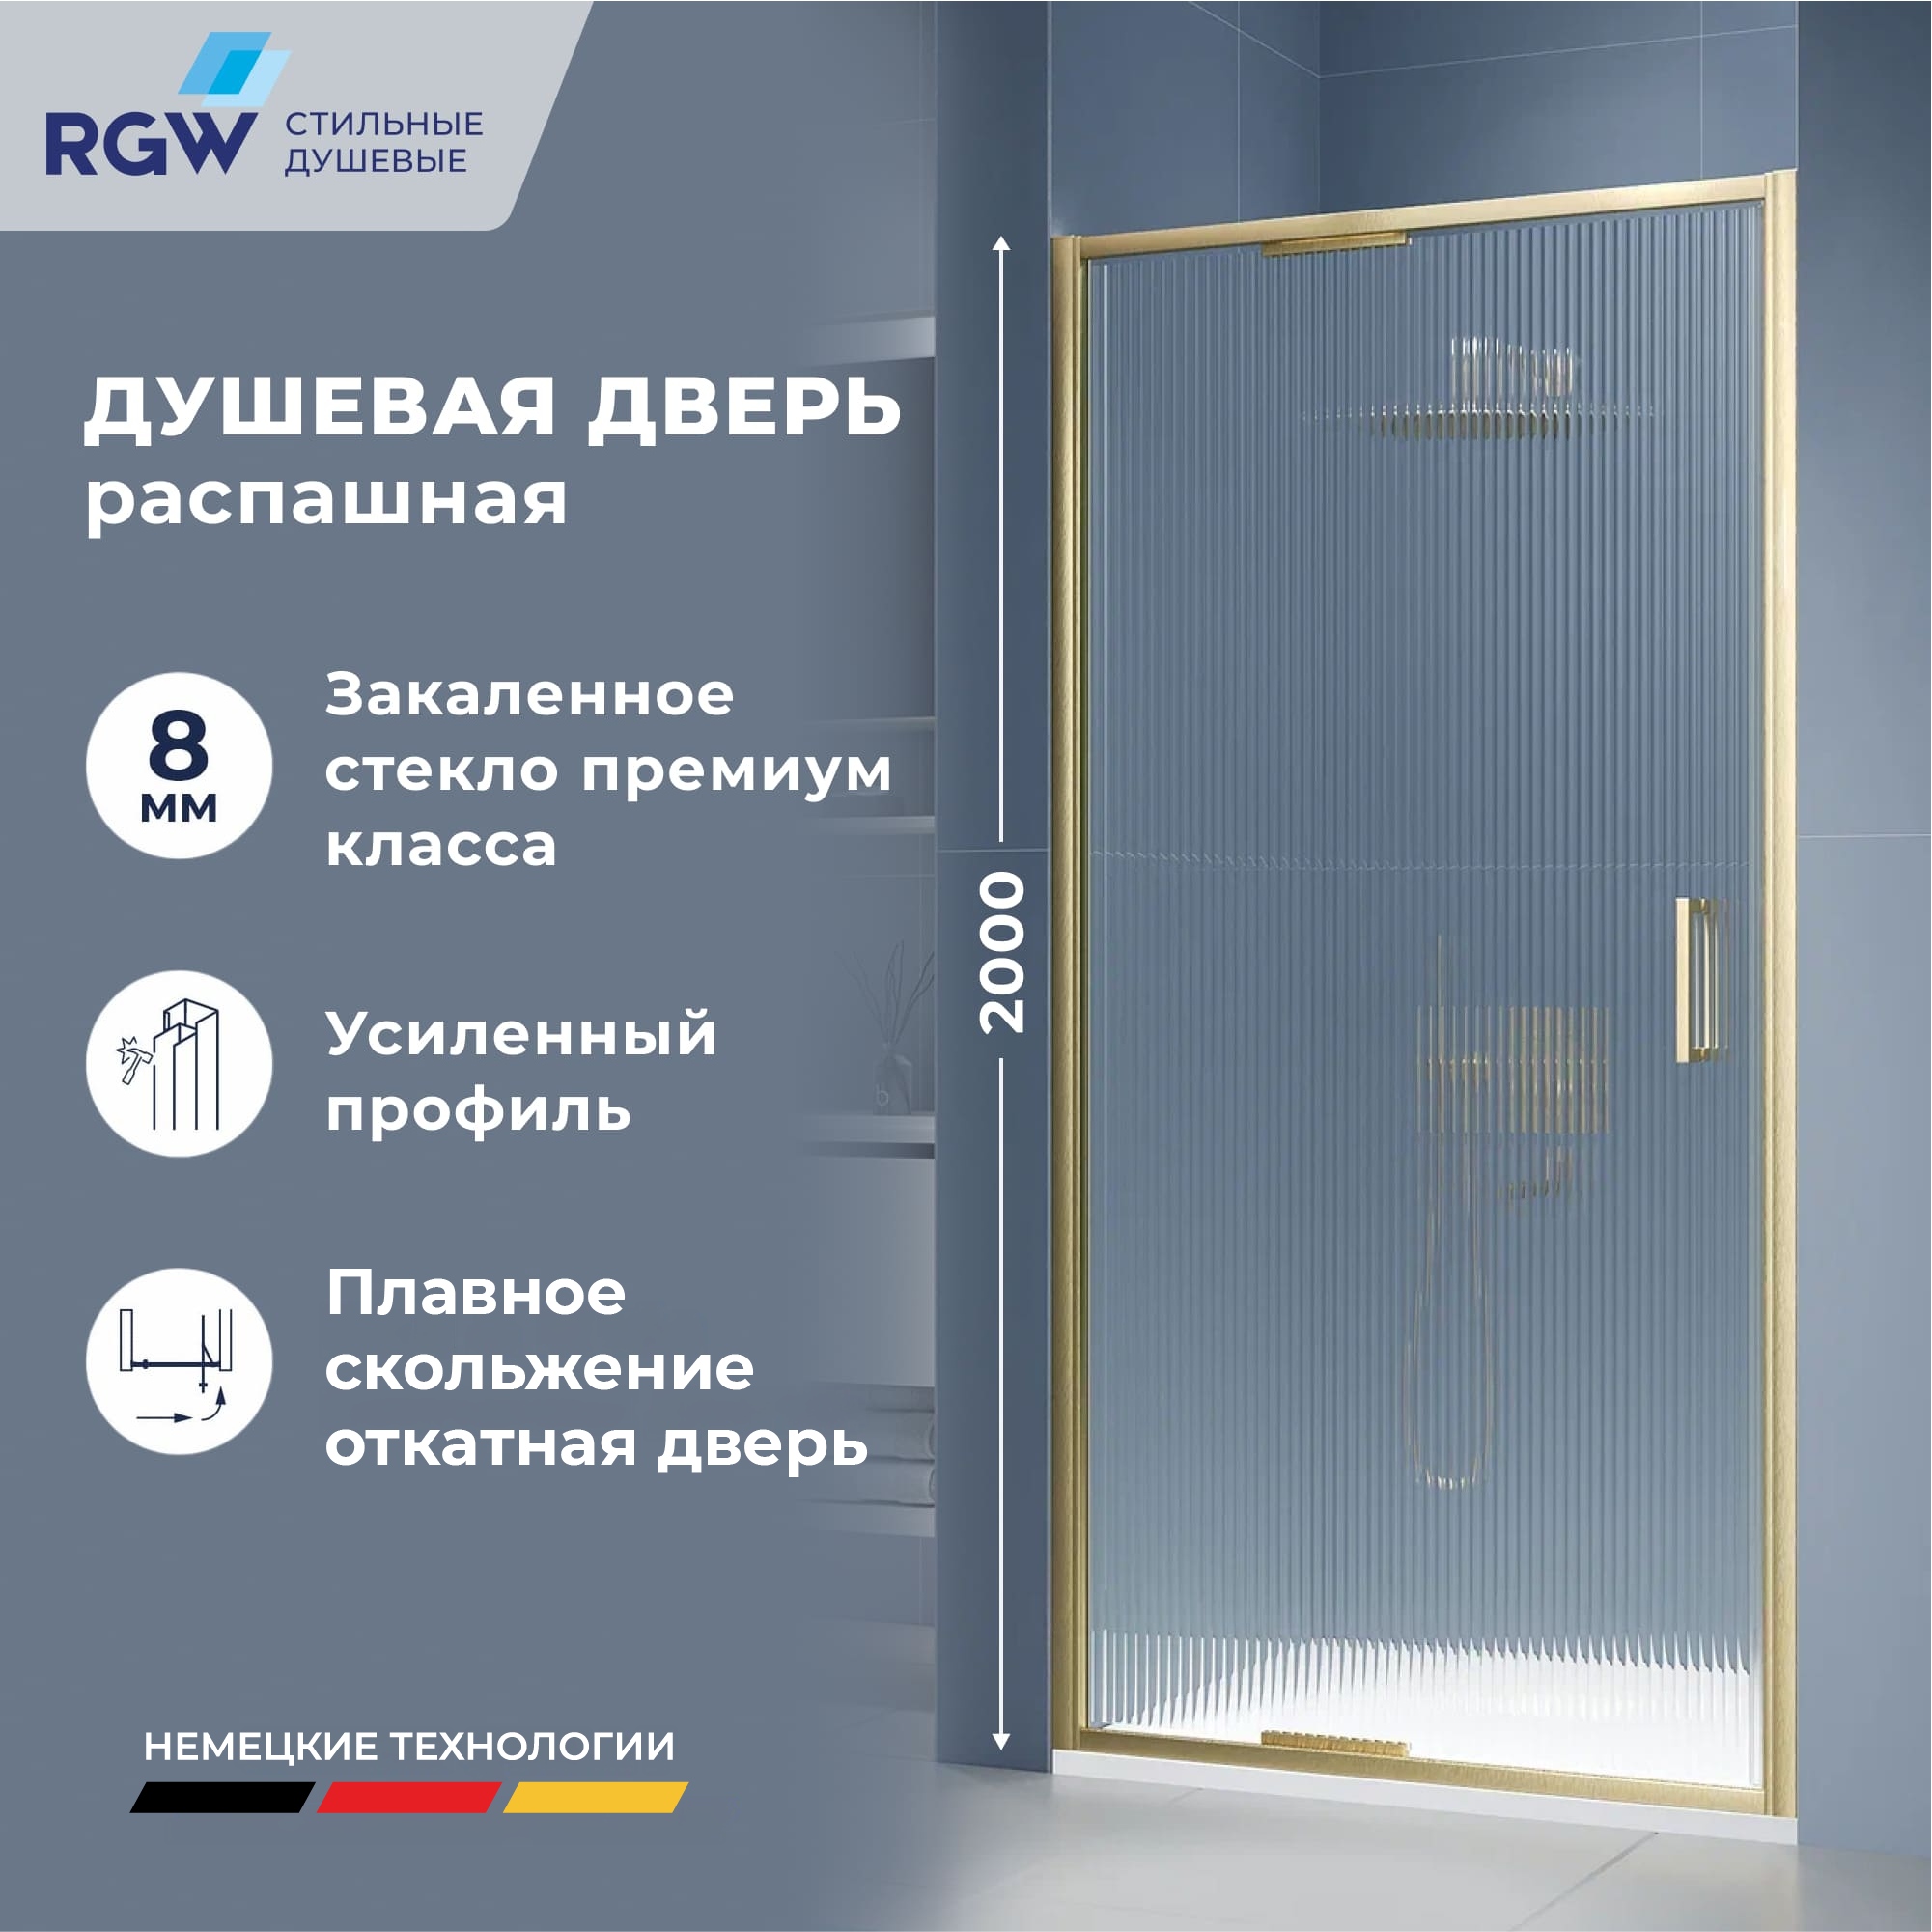 RGW
СТИЛЬНЫЕ
ДУШЕВЫЕ
ДУШЕВАЯ ДВЕРЬ
распашная
8
ММ
Закаленное
стекло премиум
класса
Усиленный
профиль
Плавное
скольжение
откатная дверь
2000
НЕМЕЦКИЕ ТЕХНОЛОГИИ